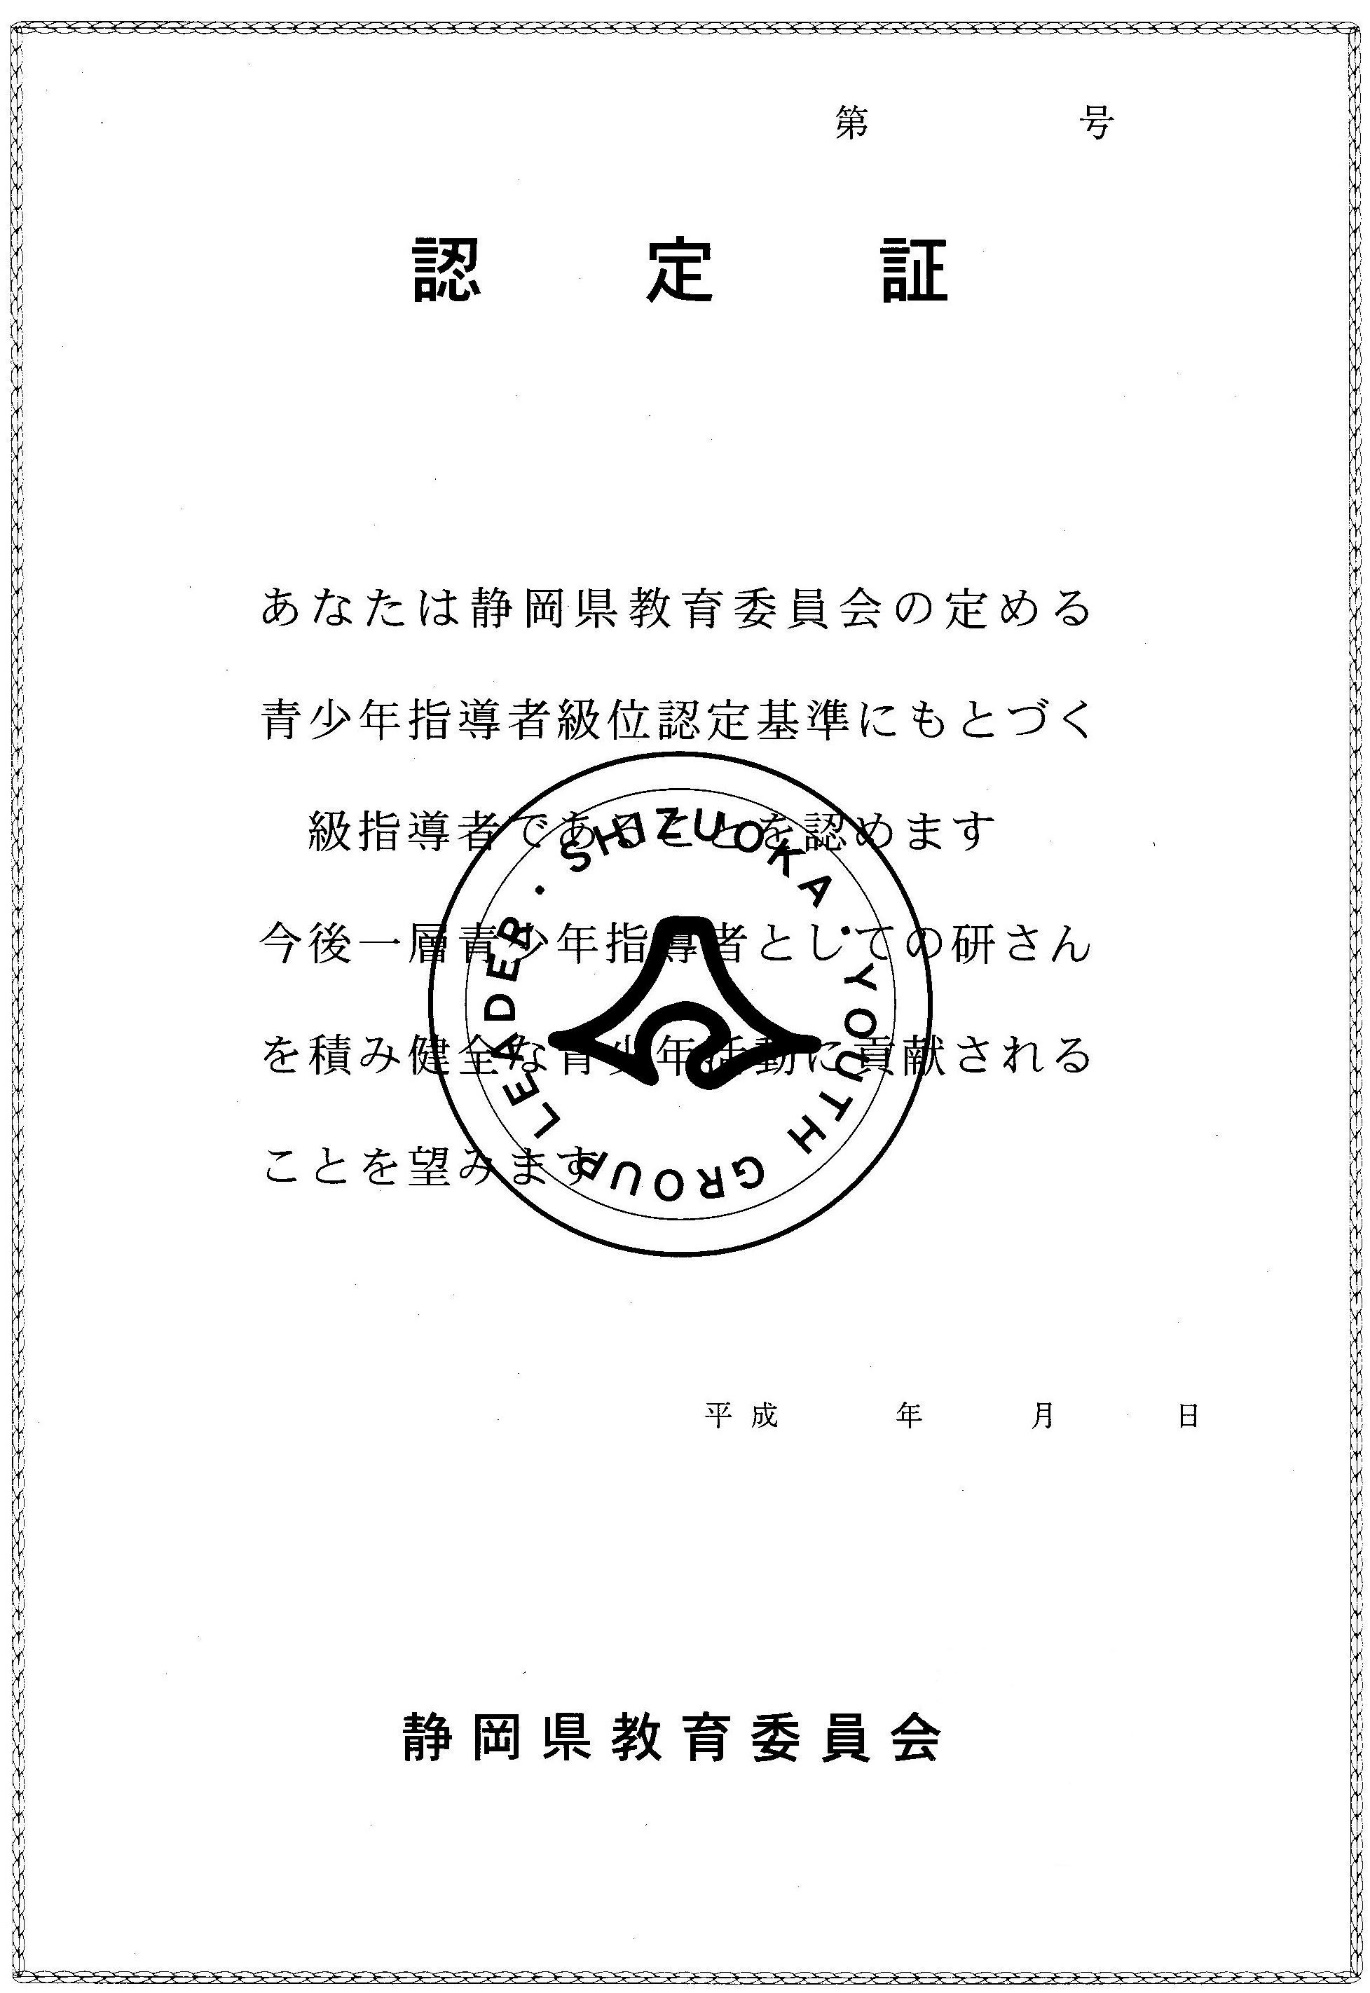 第 号
認 定 証
あなたは静岡県教育委員会の定める
青少年指導者級位認定基準にもとづく
級指導者であることを認めます
今後一層青少年指導者としての研さん
を積み健全な青少年活動に貢献される
ことを望みます
・SHIZUOKA・YOUTH GROUP LEADER
平成 年 月 日
静岡県教育委員会